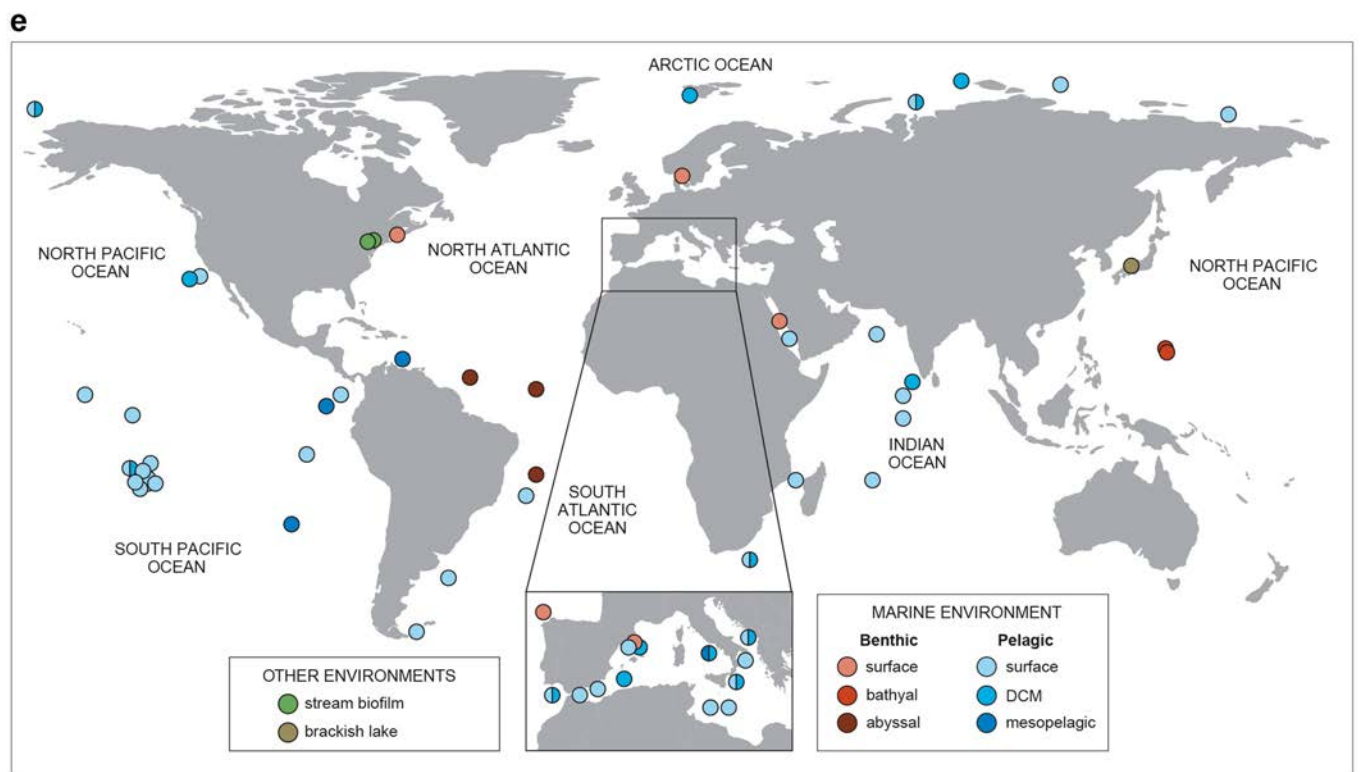 e
ARCTIC OCEAN
NORTH PACIFIC
OCEAN
NORTH ATLANTIC
OCEAN
NORTH PACIFIC
OCEAN
INDIAN
OCEAN
SOUTH
ATLANTIC
OCEAN
SOUTH PACIFIC
OCEAN
OTHER ENVIRONMENTS
stream biofilm
brackish lake
MARINE ENVIRONMENT
Benthic
surface
bathyal
abyssal
Pelagic
surface
DCM
mesopelagic